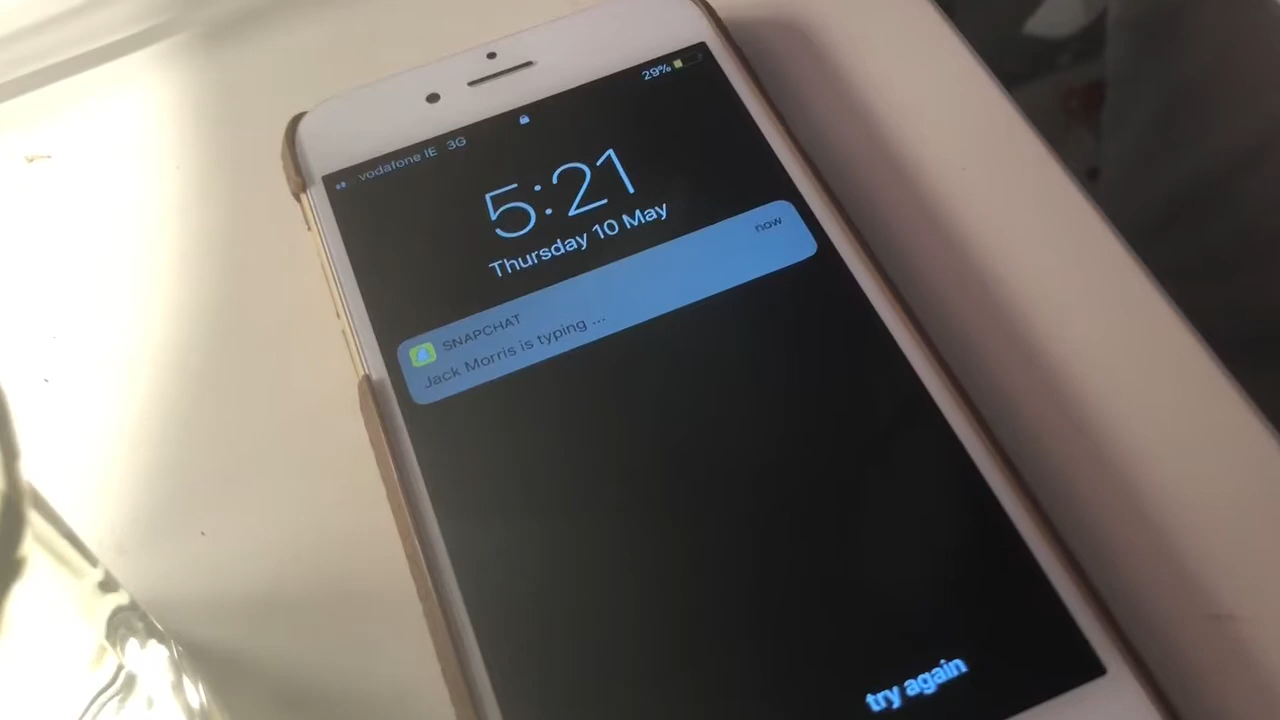 vodafone IE 3G
29%
5:21
Thursday 10 May
SNAPCHAT
now
Jack Morris is typing ...
try again